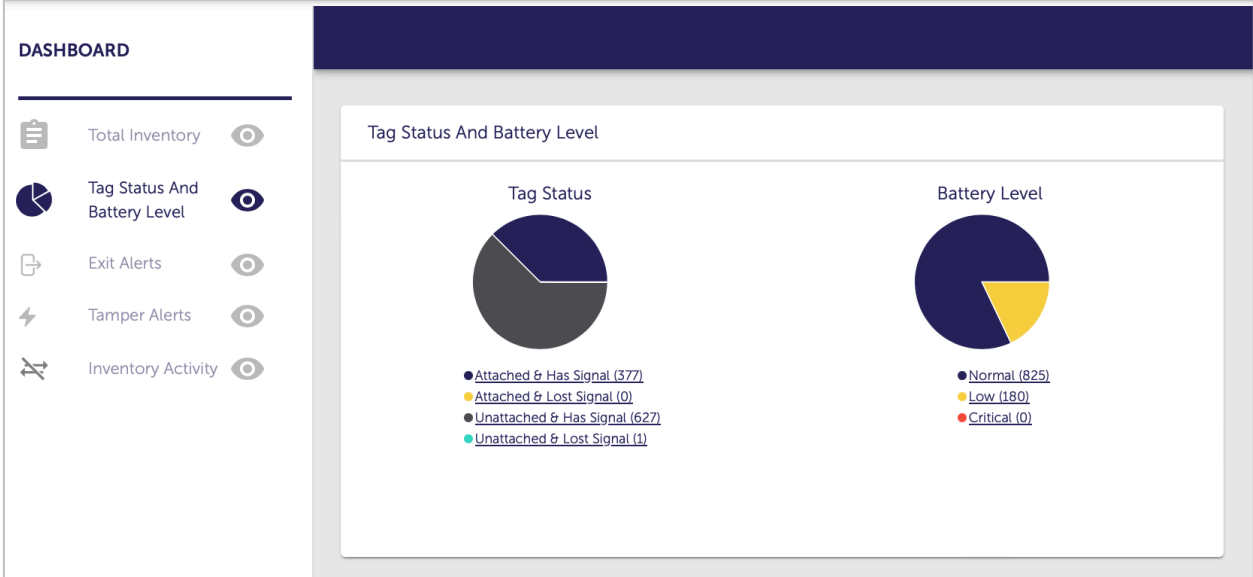 DASHBOARD
Total Inventory
Tag Status And
Battery Level
Exit Alerts
Tamper Alerts
Inventory Activity
Tag Status And Battery Level
Tag Status
Attached & Has Signal (377)
Attached & Lost Signal (0)
Unattached & Has Signal (627)
Unattached & Lost Signal (1)
Battery Level
Normal (825)
Low (180)
Critical (0)